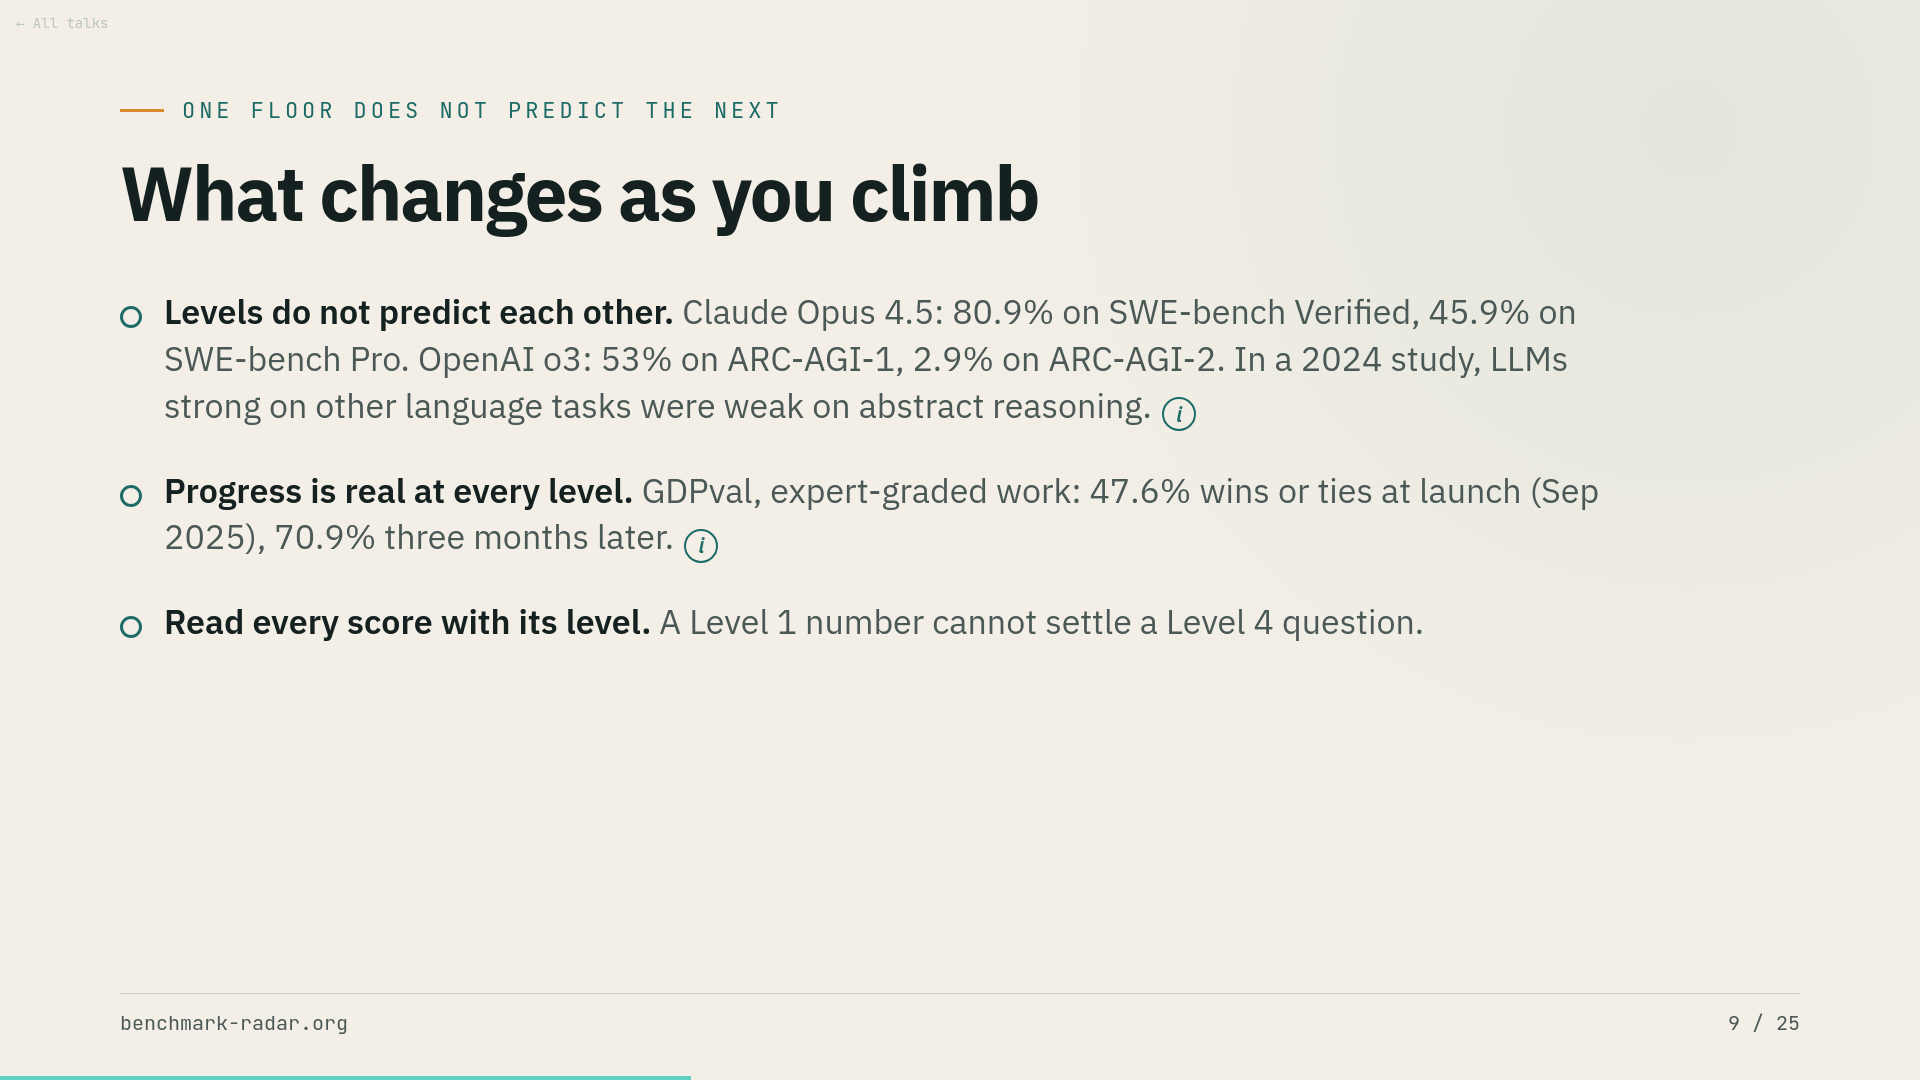 ← All talks
ONE FLOOR DOES NOT PREDICT THE NEXT
What changes as you climb
Levels do not predict each other. Claude Opus 4.5: 80.9% on SWE-bench Verified, 45.9% on
SWE-bench Pro. OpenAI o3: 53% on ARC-AGI-1, 2.9% on ARC-AGI-2. In a 2024 study, LLMs
strong on other language tasks were weak on abstract reasoning. i
Progress is real at every level. GDPval, expert-graded work: 47.6% wins or ties at launch (Sep
2025), 70.9% three months later. i
Read every score with its level. A Level 1 number cannot settle a Level 4 question.
benchmark-radar.org
9 / 25